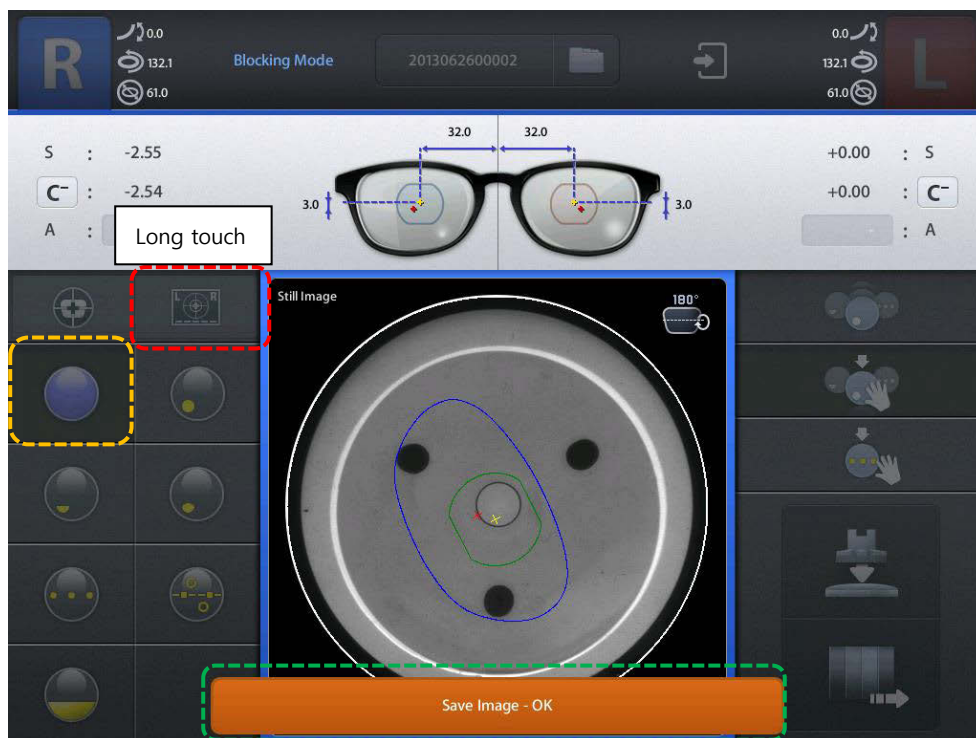 R
0.0
132.1
61.0
Blocking Mode
2013062600002
0.0
132.1
61.0
L
S : -2.55
C⁻ : -2.54
A :
32.0 32.0
3.0 3.0
+0.00 : S
+0.00 : C⁻
- : A
Long touch
L R
Still Image
180°
Save Image - OK